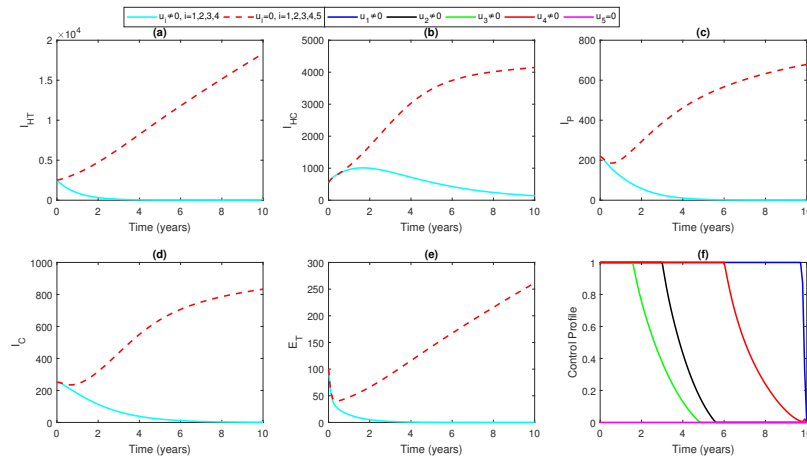 u_i≠0, i=1,2,3,4 u_i=0, i=1,2,3,4,5 u_1≠0 u_2≠0 u_3≠0 u_4≠0 u_5=0
×10^4 (a) (b) (c)
2 1.5 1 0.5 0
I_HT
0 2 4 6 8 10
Time (years)
5000 4000 3000 2000 1000 0
I_HC
0 2 4 6 8 10
Time (years)
800 600 400 200 0
I_P
0 2 4 6 8 10
Time (years)
(d) (e) (f)
1000 800 600 400 200 0
I_C
0 2 4 6 8 10
Time (years)
300 250 200 150 100 50 0
E_T
0 2 4 6 8 10
Time (years)
1 0.8 0.6 0.4 0.2 0
Control Profile
0 2 4 6 8 10
Time (years)